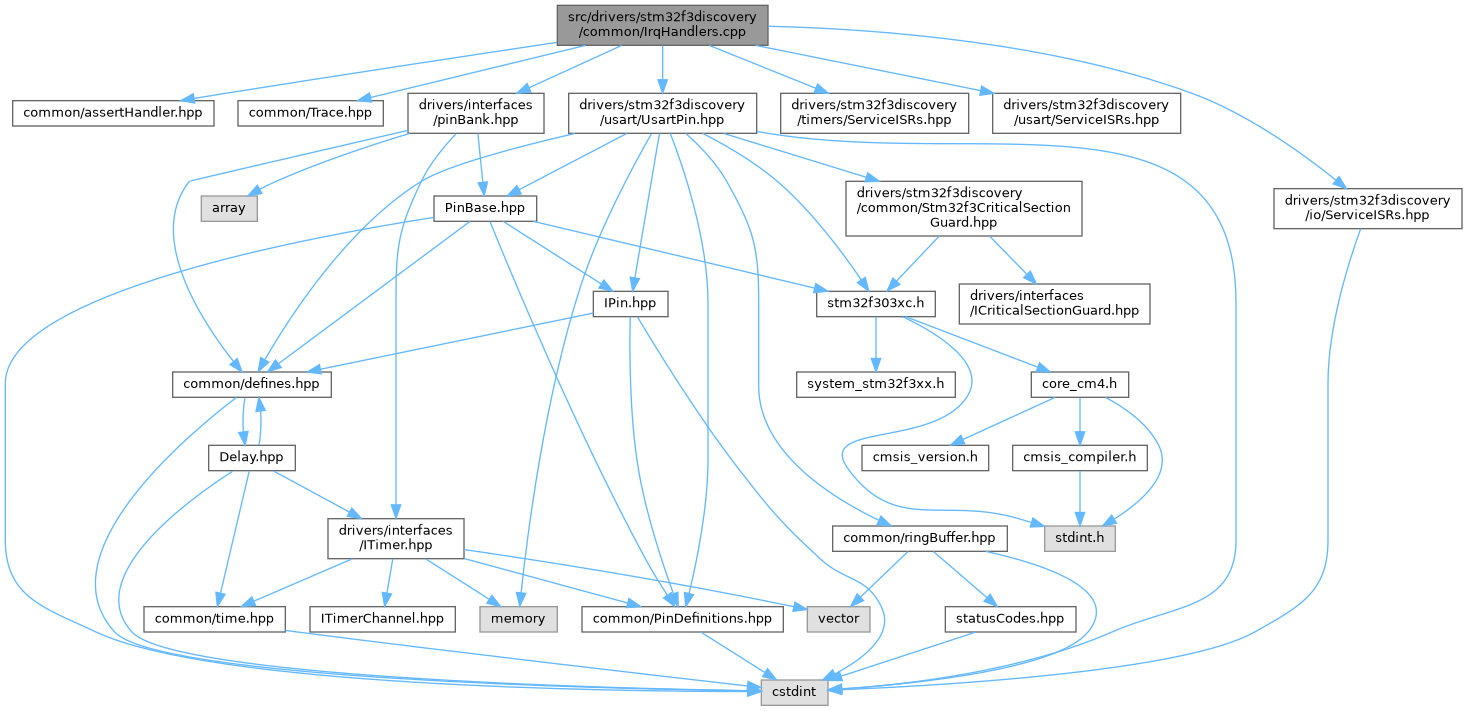 src/drivers/stm32f3discovery
/common/IrqHandlers.cpp
common/assertHandler.hpp
common/Trace.hpp
drivers/interfaces
/pinBank.hpp
drivers/stm32f3discovery
/usart/UsartPin.hpp
drivers/stm32f3discovery
/timers/ServiceISRs.hpp
drivers/stm32f3discovery
/usart/ServiceISRs.hpp
array
PinBase.hpp
drivers/stm32f3discovery
/common/Stm32f3CriticalSection
Guard.hpp
drivers/stm32f3discovery
/io/ServiceISRs.hpp
IPin.hpp
stm32f303xc.h
drivers/interfaces
/ICriticalSectionGuard.hpp
common/defines.hpp
system_stm32f3xx.h
core_cm4.h
Delay.hpp
cmsis_version.h
cmsis_compiler.h
drivers/interfaces
/ITimer.hpp
common/ringBuffer.hpp
stdint.h
common/time.hpp
ITimerChannel.hpp
memory
common/PinDefinitions.hpp
vector
statusCodes.hpp
cstdint